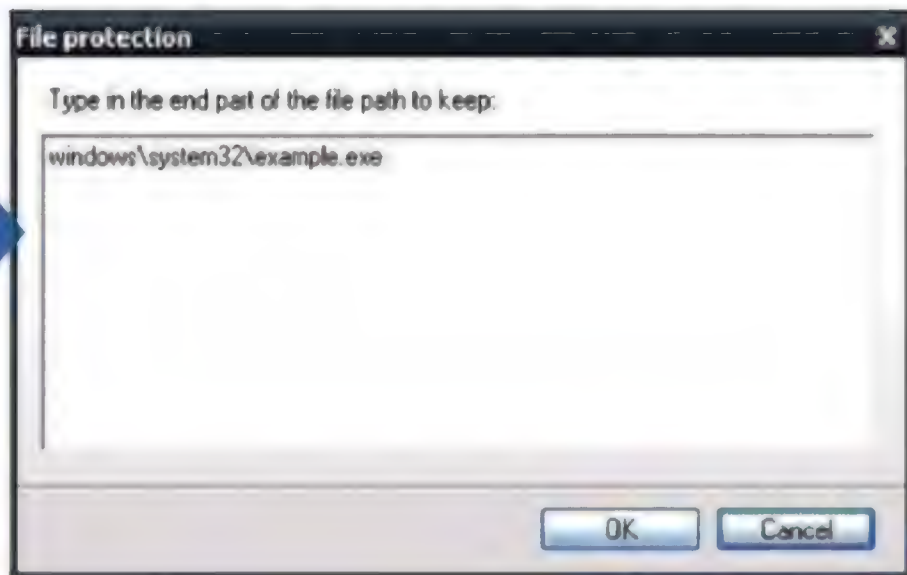 File protection
Type in the end part of the file path to keep:
windows\system32\example.exe
OK
Cancel